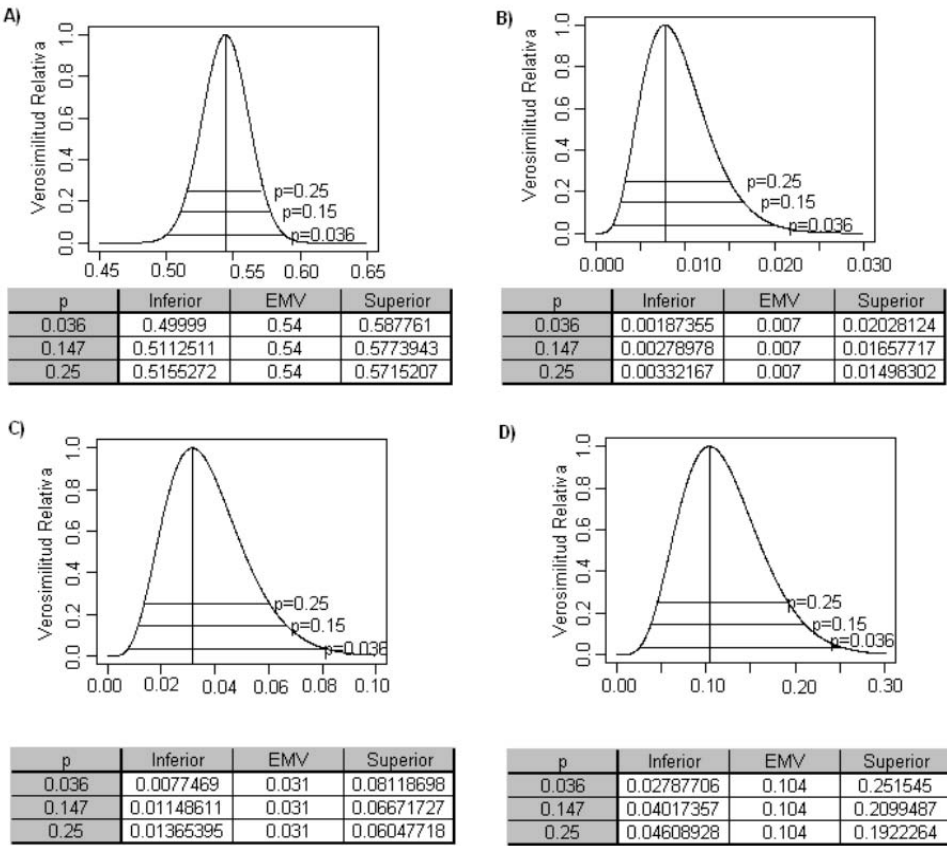 A)
Verosimilitud Relativa
1.0
0.8
0.6
0.4
0.2
0.0
p=0.25
p=0.15
p=0.036
0.45 0.50 0.55 0.60 0.65
p Inferior EMV Superior
0.036 0.49999 0.54 0.587761
0.147 0.5112511 0.54 0.5773943
0.25 0.5155272 0.54 0.5715207
B)
Verosimilitud Relativa
1.0
0.8
0.6
0.4
0.2
0.0
p=0.25
p=0.15
p=0.036
0.000 0.010 0.020 0.030
p Inferior EMV Superior
0.036 0.00187355 0.007 0.02028124
0.147 0.00278978 0.007 0.01657717
0.25 0.00332167 0.007 0.01498302
C)
Verosimilitud Relativa
1.0
0.8
0.6
0.4
0.2
0.0
p=0.25
p=0.15
p=0.036
0.00 0.02 0.04 0.06 0.08 0.10
p Inferior EMV Superior
0.036 0.0077469 0.031 0.08118698
0.147 0.01148611 0.031 0.06671727
0.25 0.01365395 0.031 0.06047718
D)
Verosimilitud Relativa
1.0
0.8
0.6
0.4
0.2
0.0
p=0.25
p=0.15
p=0.036
0.00 0.10 0.20 0.30
p Inferior EMV Superior
0.036 0.02787706 0.104 0.251545
0.147 0.04017357 0.104 0.2099487
0.25 0.04608928 0.104 0.1922264